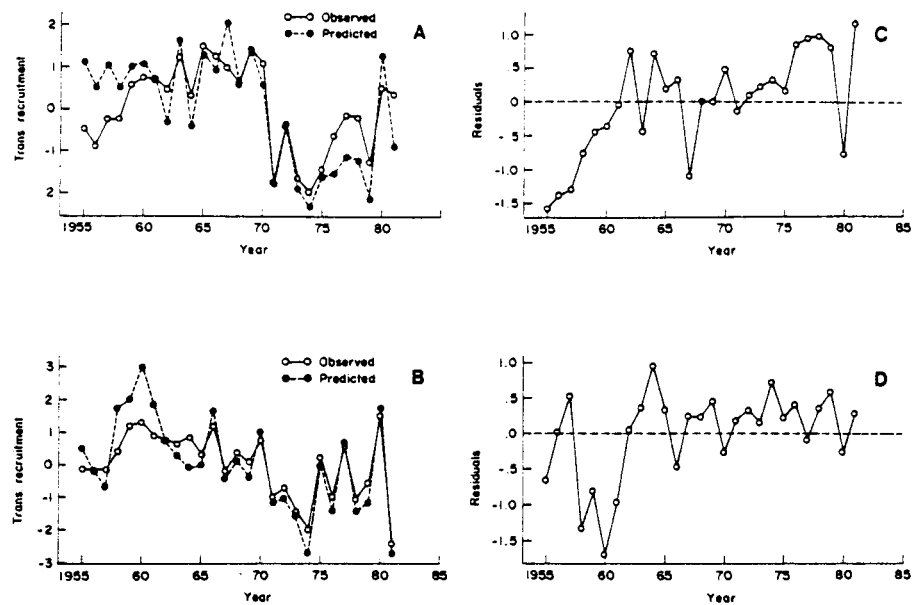 Observed
Predicted
A
Trans recruitment
2
1
0
-1
2
1955 60 65 70 75 80 85
Year
C
Residuals
1.0
.5
0
.5
-1.0
-1.5
1955 60 65 70 75 80 85
Year
Observed
Predicted
B
Trans recruitment
3
2
1
0
-1
-2
-3
1955 60 65 70 75 80 85
Year
D
Residuals
1.0
.5
.0
.5
-1.0
-1.5
1955 60 65 70 75 80 85
Year